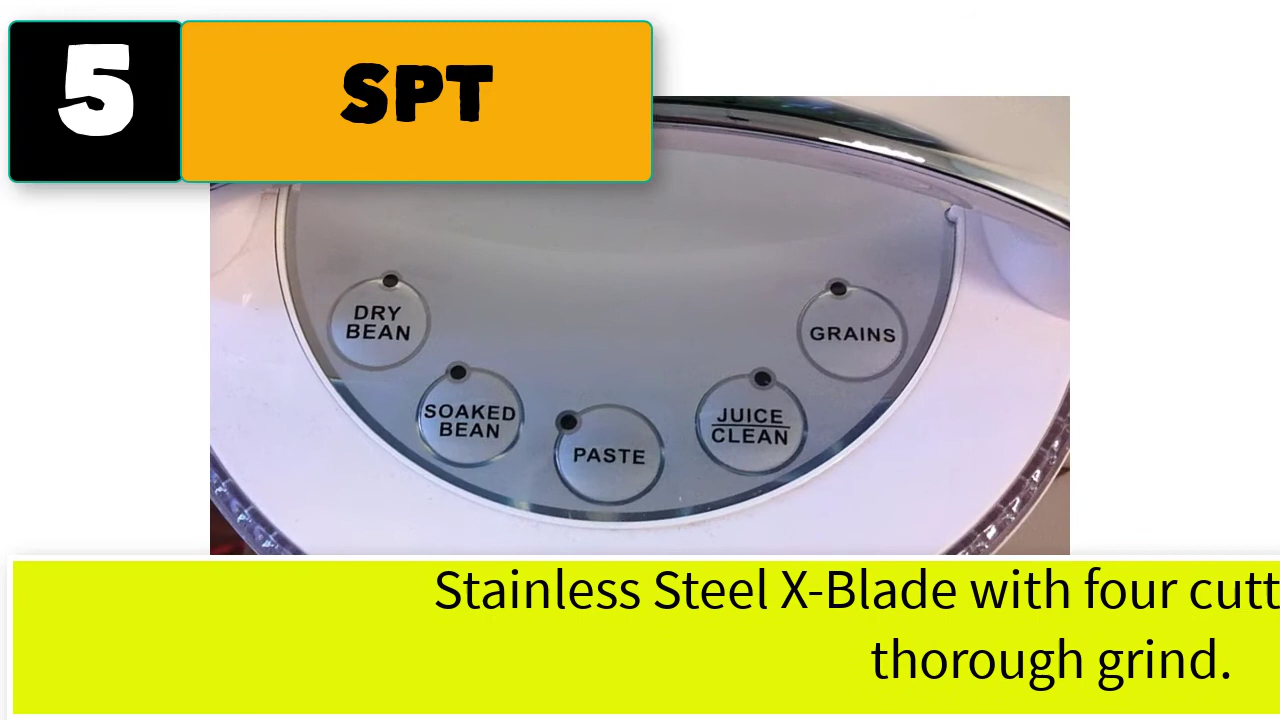 5
SPT
DRY
BEAN
SOAKED
BEAN
PASTE
JUICE
CLEAN
GRAINS
Stainless Steel X-Blade with four cutt
thorough grind.